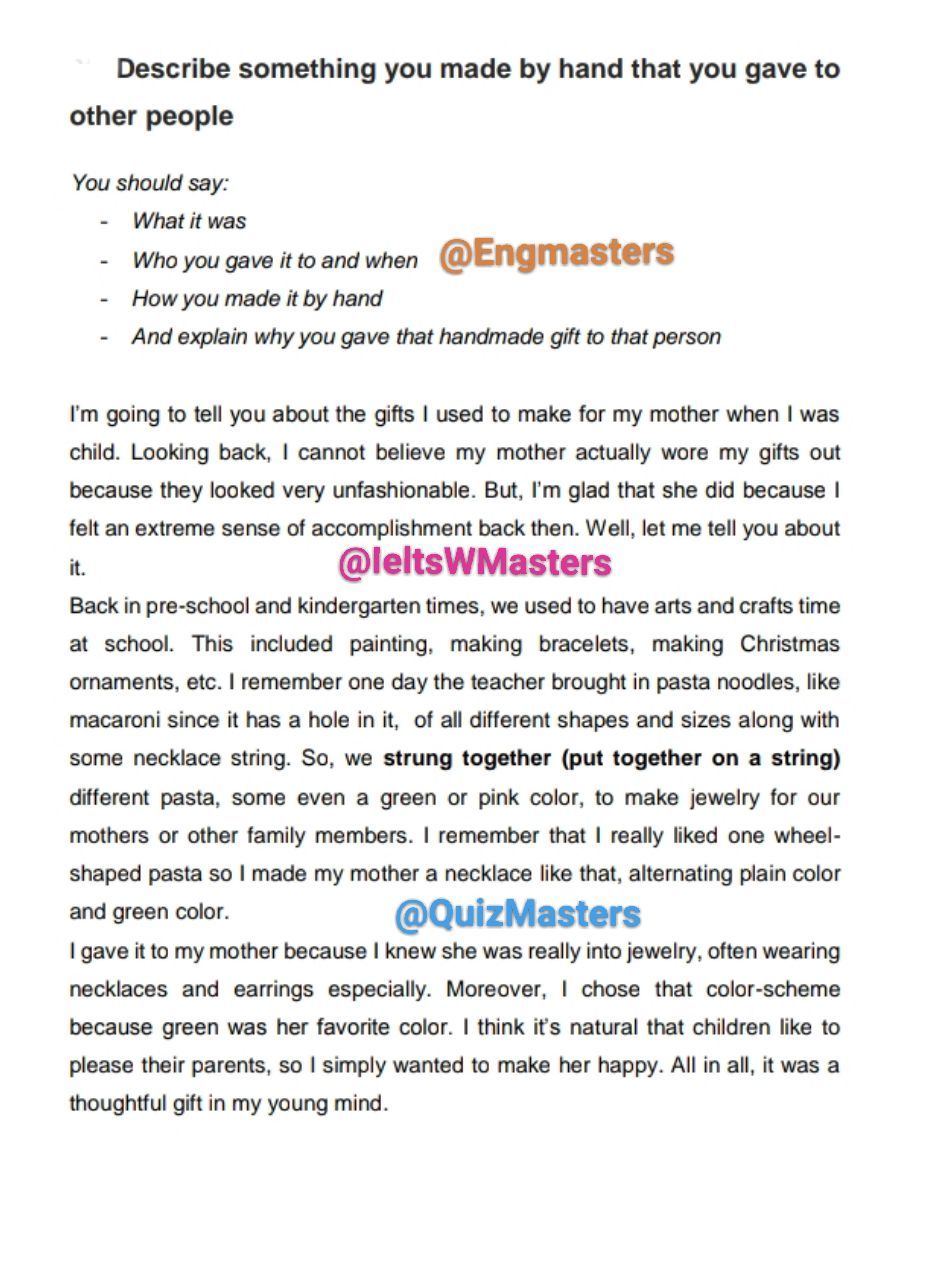 Describe something you made by hand that you gave to
other people
You should say:
- What it was
- Who you gave it to and when @Engmasters
- How you made it by hand
- And explain why you gave that handmade gift to that person
I'm going to tell you about the gifts I used to make for my mother when I was
child. Looking back, I cannot believe my mother actually wore my gifts out
because they looked very unfashionable. But, I'm glad that she did because I
felt an extreme sense of accomplishment back then. Well, let me tell you about
it. @IeltsWMasters
Back in pre-school and kindergarten times, we used to have arts and crafts time
at school. This included painting, making bracelets, making Christmas
ornaments, etc. I remember one day the teacher brought in pasta noodles, like
macaroni since it has a hole in it, of all different shapes and sizes along with
some necklace string. So, we strung together (put together on a string)
different pasta, some even a green or pink color, to make jewelry for our
mothers or other family members. I remember that I really liked one wheel-
shaped pasta so I made my mother a necklace like that, alternating plain color
and green color. @QuizMasters
I gave it to my mother because I knew she was really into jewelry, often wearing
necklaces and earrings especially. Moreover, I chose that color-scheme
because green was her favorite color. I think it's natural that children like to
please their parents, so I simply wanted to make her happy. All in all, it was a
thoughtful gift in my young mind.